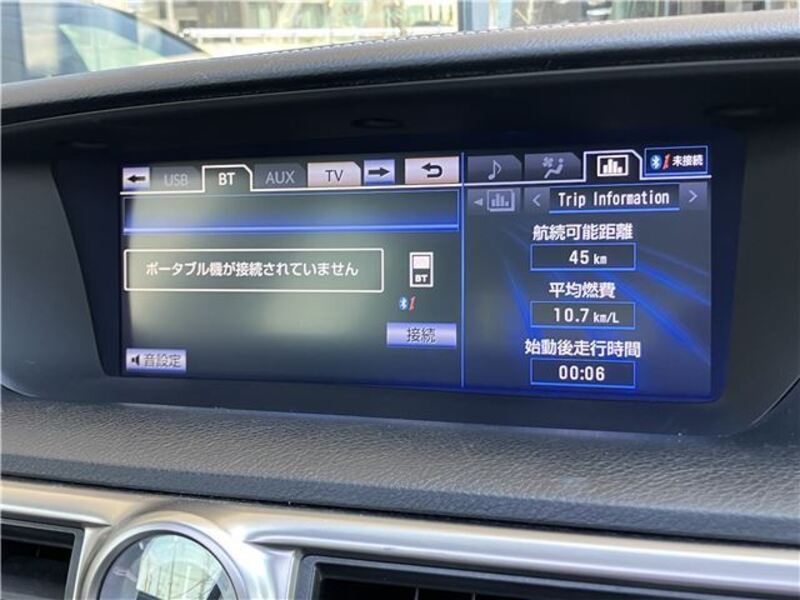 USB BT AUX TV
ポータブル機が接続されていません
BT
接続
音設定
未接続
Trip Information
航続可能距離
45 km
平均燃費
10.7 km/L
始動後走行時間
00:06